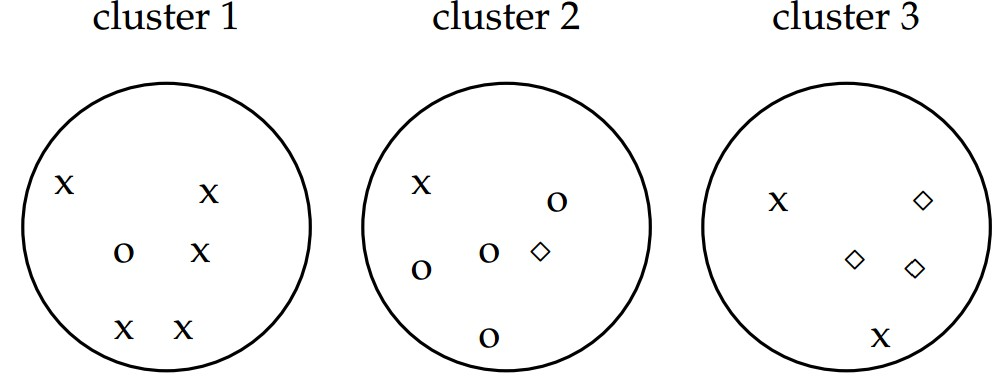 cluster 1 cluster 2 cluster 3
x x x o x ◇
o x o o ◇ ◇ ◇
x x o x